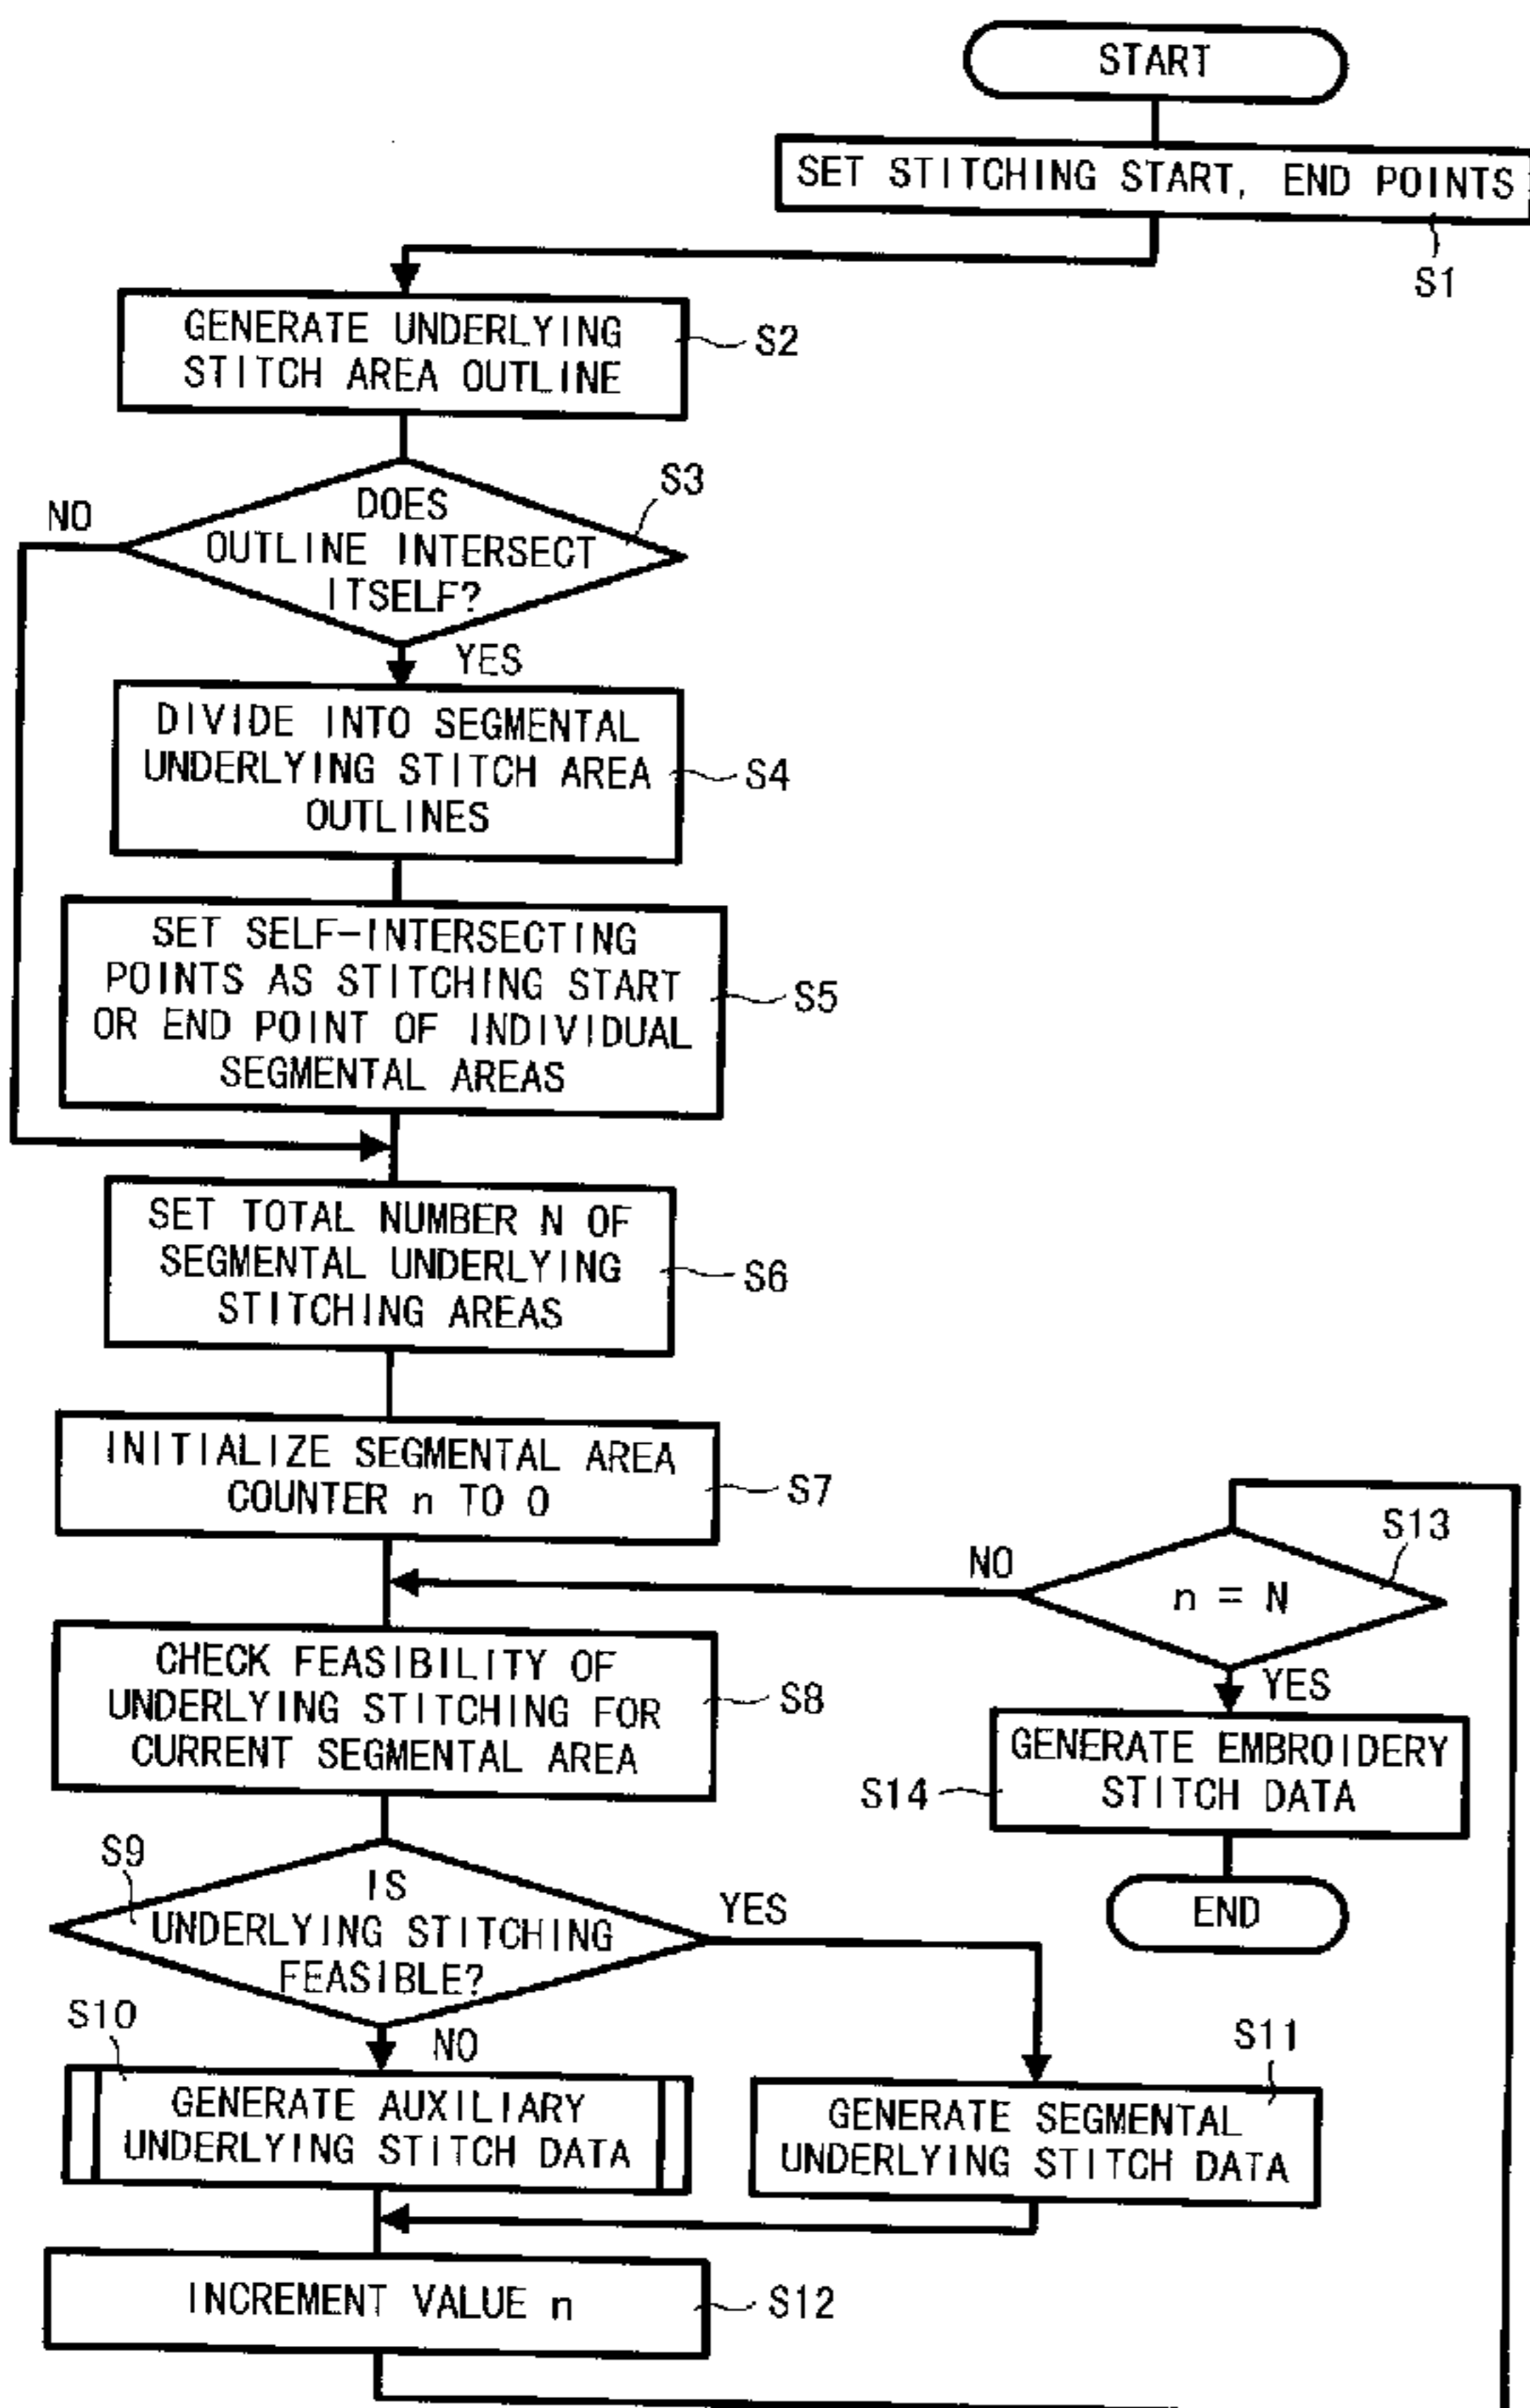 START
SET STITCHING START, END POINTS
S1
GENERATE UNDERLYING
STITCH AREA OUTLINE
S2
DOES
OUTLINE INTERSECT
ITSELF?
S3
NO
YES
DIVIDE INTO SEGMENTAL
UNDERLYING STITCH AREA
OUTLINES
S4
SET SELF-INTERSECTING
POINTS AS STITCHING START
OR END POINT OF INDIVIDUAL
SEGMENTAL AREAS
S5
SET TOTAL NUMBER N OF
SEGMENTAL UNDERLYING
STITCHING AREAS
S6
INITIALIZE SEGMENTAL AREA
COUNTER n TO 0
S7
CHECK FEASIBILITY OF
UNDERLYING STITCHING FOR
CURRENT SEGMENTAL AREA
S8
S9
IS
UNDERLYING STITCHING
FEASIBLE?
YES
NO
S10
GENERATE AUXILIARY
UNDERLYING STITCH DATA
S11
GENERATE SEGMENTAL
UNDERLYING STITCH DATA
INCREMENT VALUE n
S12
S13
n = N
NO
YES
GENERATE EMBROIDERY
STITCH DATA
S14
END